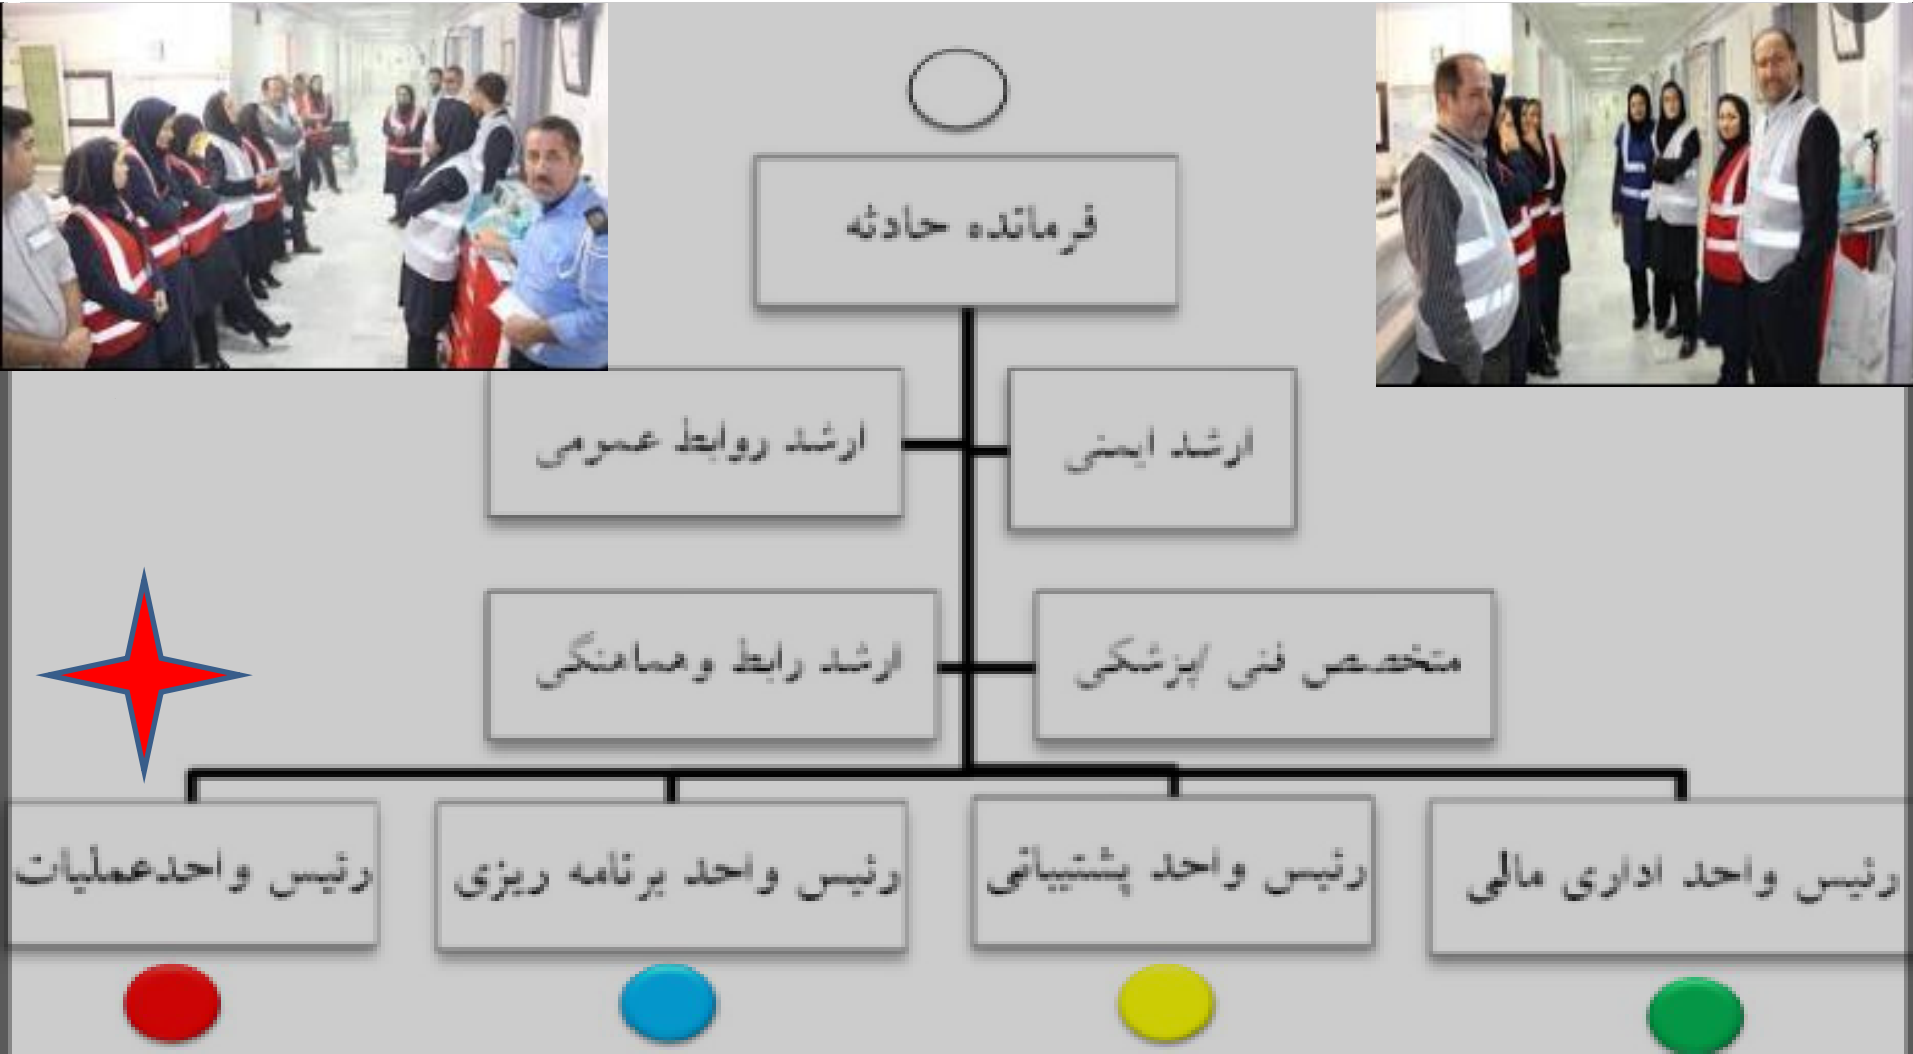 فرمانده حادثه
ارشد ایمنی
ارشد روابط عمومی
متخصص فنی /پزشکی
ارشد رابط وهماهنگی
رئیس واحد اداری مالی
رئیس واحد پشتیبانی
رئیس واحد برنامه ریزی
رئیس واحدعملیات